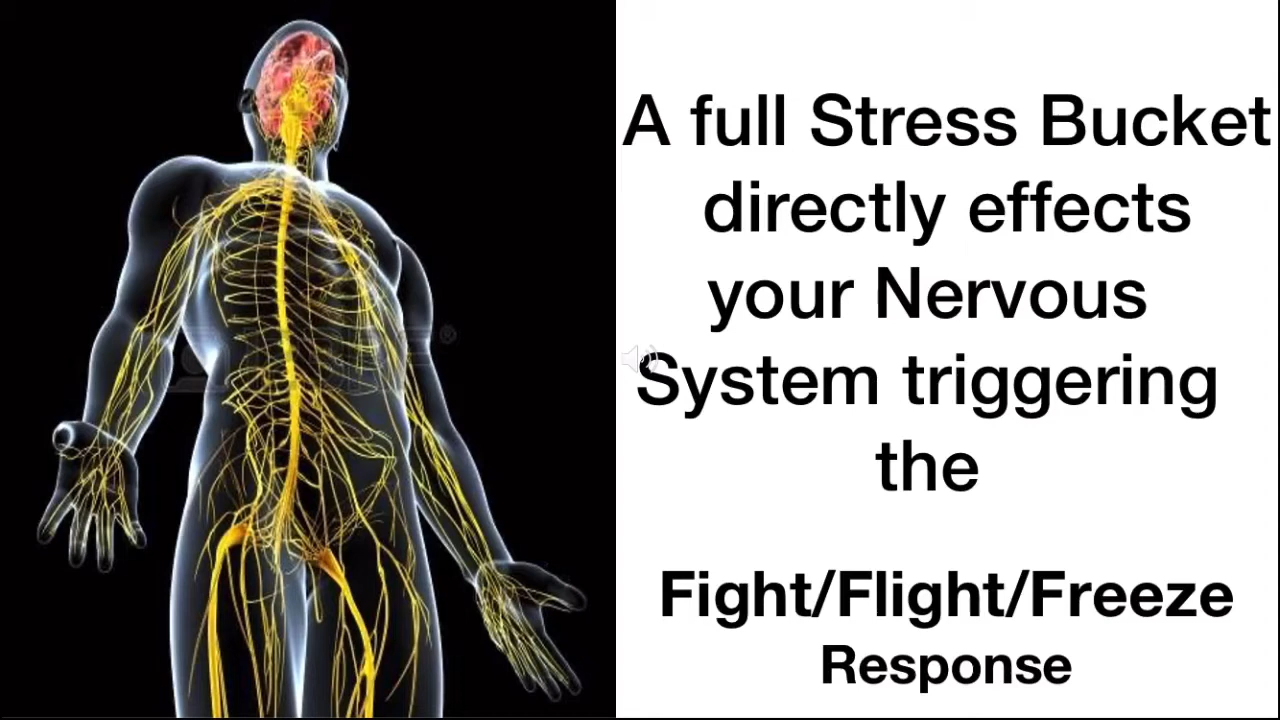 A full Stress Bucket
directly effects
your Nervous
System triggering
the
Fight/Flight/Freeze
Response